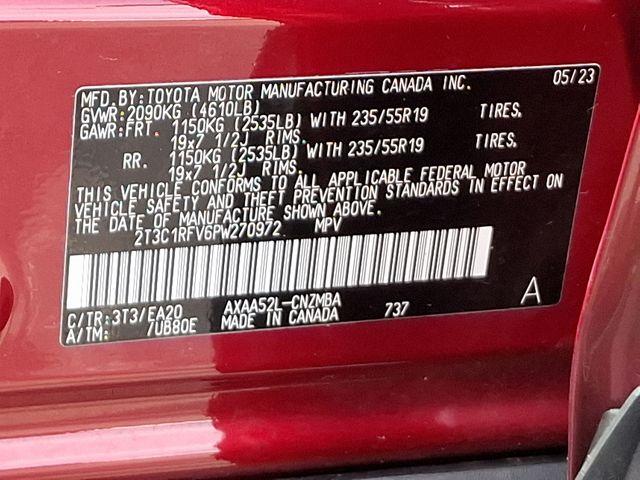 MFD.BY:TOYOTA MOTOR MANUFACTURING CANADA INC. 05/23
GVWR:2090KG (4610LB)
GAWR:FRT. 1150KG (2535LB) WITH 235/55R19 TIRES.
19x7 1/2J RIMS.
RR. 1150KG (2535LB) WITH 235/55R19 TIRES.
19x7 1/2J RIMS.
THIS VEHICLE CONFORMS TO ALL APPLICABLE FEDERAL MOTOR
VEHICLE SAFETY AND THEFT PREVENTION STANDARDS IN EFFECT ON
THE DATE OF MANUFACTURE SHOWN ABOVE.
2T3C1RFV6PW270972 MPV
C/TR:3T3/EA20 AXAA52L-CNZMBA 737 A
A/TM: /UB80E MADE IN CANADA